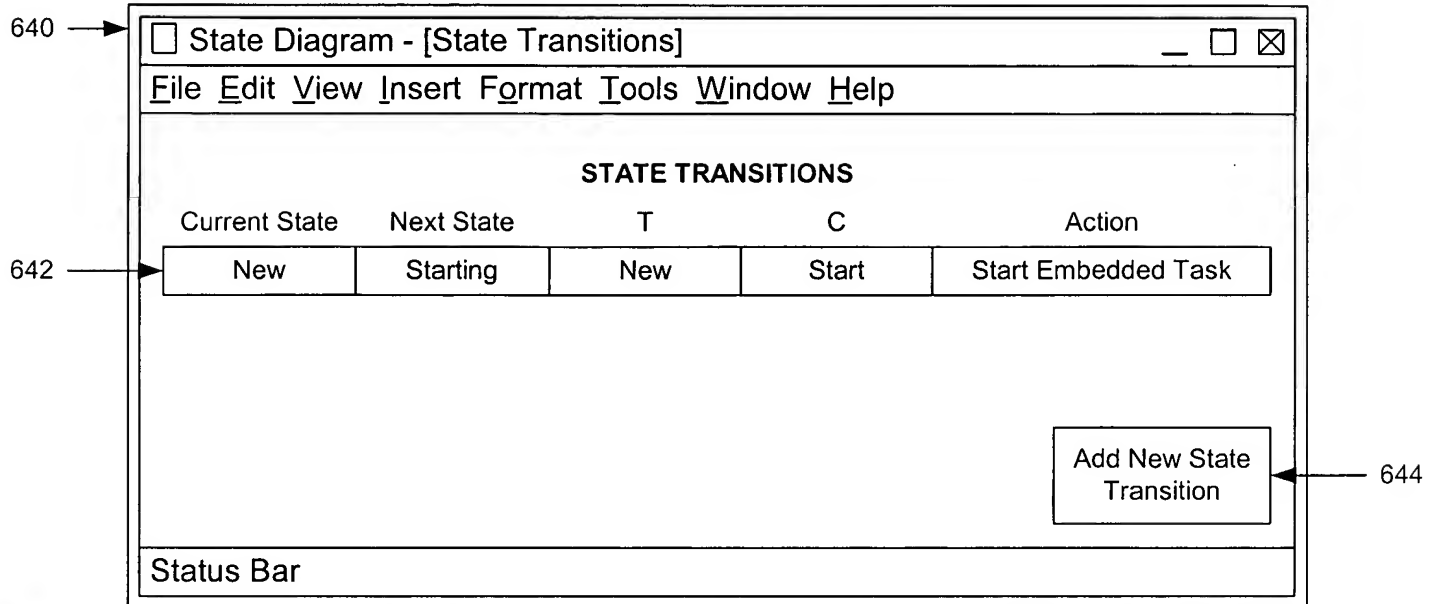 640
State Diagram - [State Transitions]
File Edit View Insert Format Tools Window Help
STATE TRANSITIONS
Current State Next State T C Action
642
New Starting New Start Start Embedded Task
Add New State
Transition
644
Status Bar